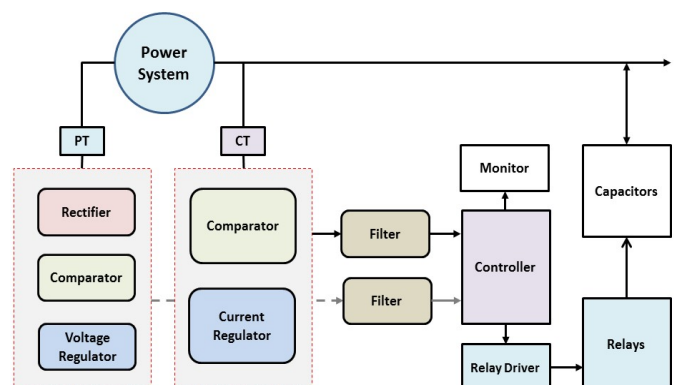 Power
System
PT
CT
Monitor
Capacitors
Rectifier
Comparator
Filter
Controller
Comparator
Filter
Current
Regulator
Voltage
Regulator
Relays
Relay Driver